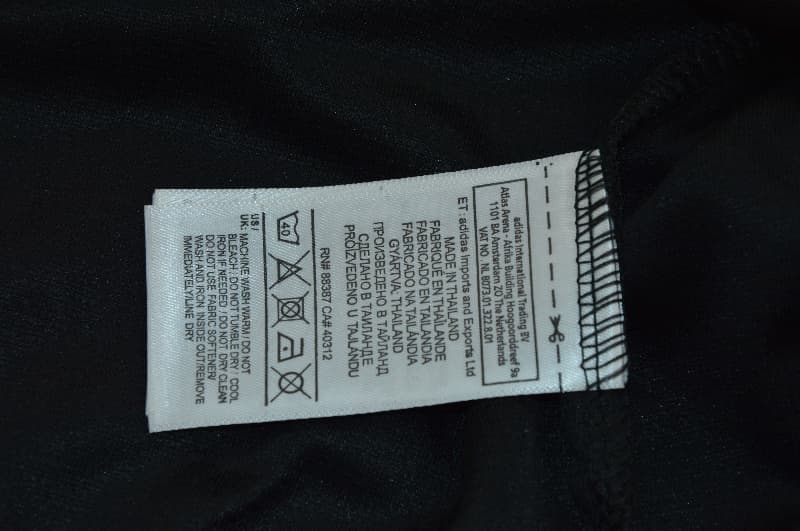 adidas International Trading BV
Atlas Arena - Afrika Building Hoogoorddreef 9a
1101 BA Amsterdam ZO The Netherlands
VAT NO . NL 8073.01.322.8.01
ET : adidas Imports and Exports Ltd
MADE IN THAILAND
FABRIQUE EN THAÏLANDE
FABRICADO EN TAILANDIA
FABRICADO NA TAILÂNDIA
GYÁRTVA, THAILAND
ПРОИЗВЕДЕНО В ТАЙЛАНД
СДЕЛАНО В ТАИЛАНДЕ
PROIZVEDENO U TAJLANDU
RN# 88387 CA# 40312
40
US /
UK: MACHINE WASH WARM / DO NOT
BLEACH / DO NOT TUMBLE DRY / COOL
IRON IF NEEDED / DO NOT DRY CLEAN
DO NOT USE FABRIC SOFTENER/
WASH AND IRON INSIDE OUT/REMOVE
IMMEDIATELY/LINE DRY